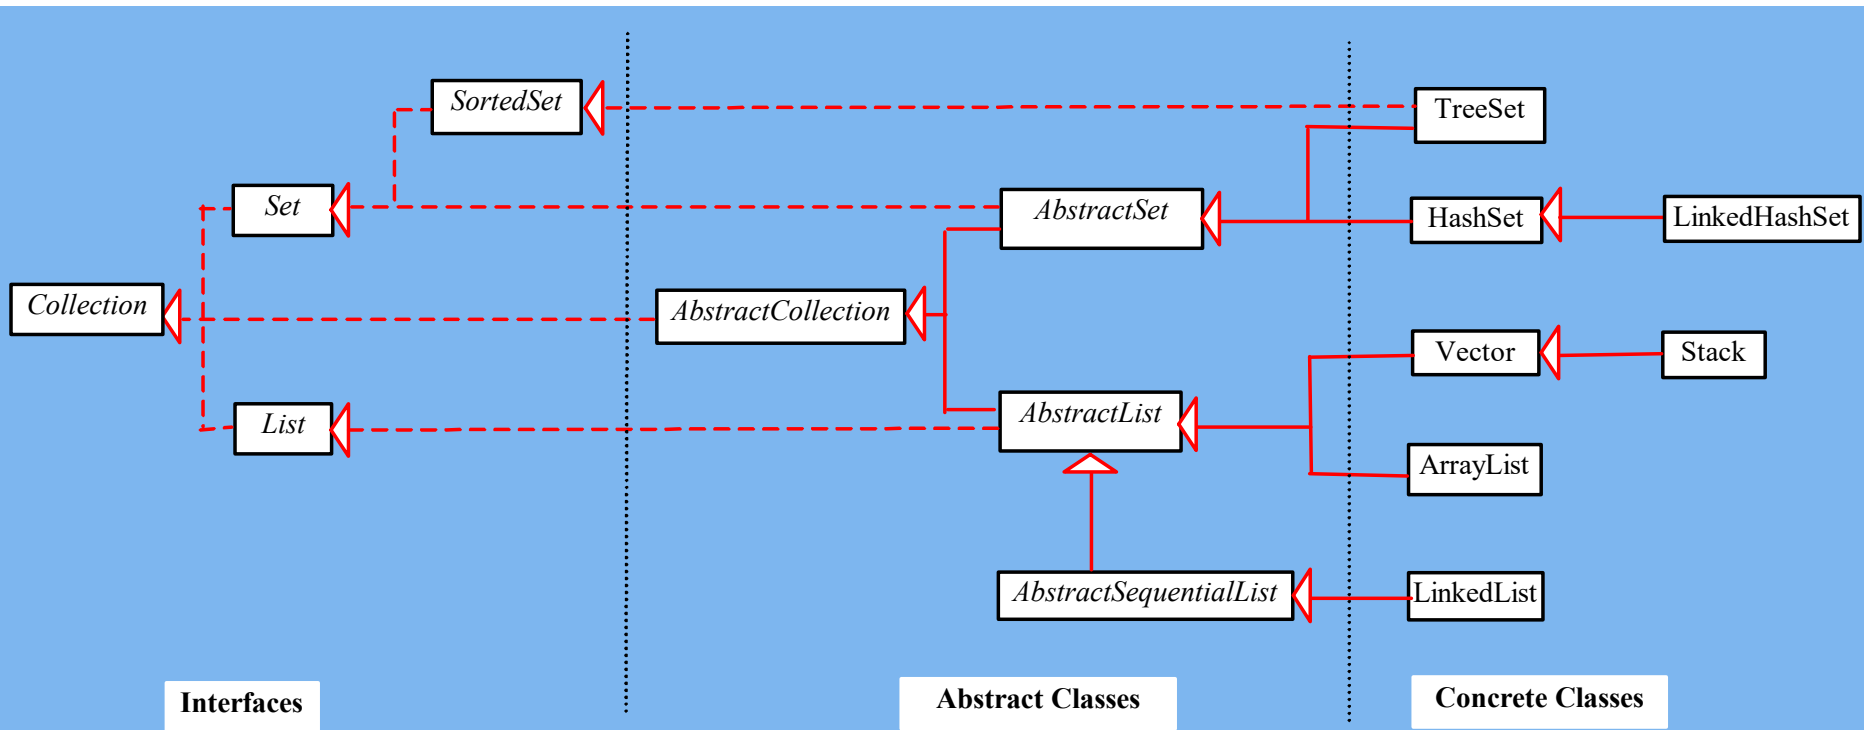 SortedSet
TreeSet
Set
AbstractSet
HashSet
LinkedHashSet
Collection
AbstractCollection
Vector
Stack
List
AbstractList
ArrayList
AbstractSequentialList
LinkedList
Interfaces
Abstract Classes
Concrete Classes